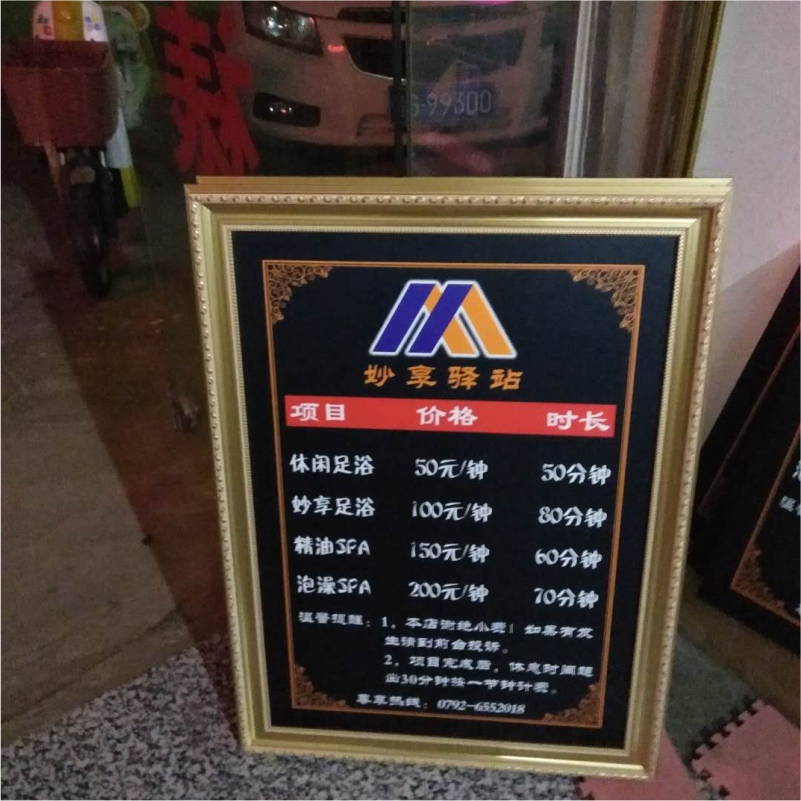 G·99300
妙享驿站
项目 价格 时长
休闲足浴 50元/钟 50分钟
妙享足浴 100元/钟 80分钟
精油SPA 150元/钟 60分钟
泡澡SPA 200元/钟 70分钟
温馨提醒：1，本店谢绝小费！如果有发
生请到前台投诉。
2，项目完成后，休息时间超
出30分钟按一节钟计费。
尊享热线：0792-6552018